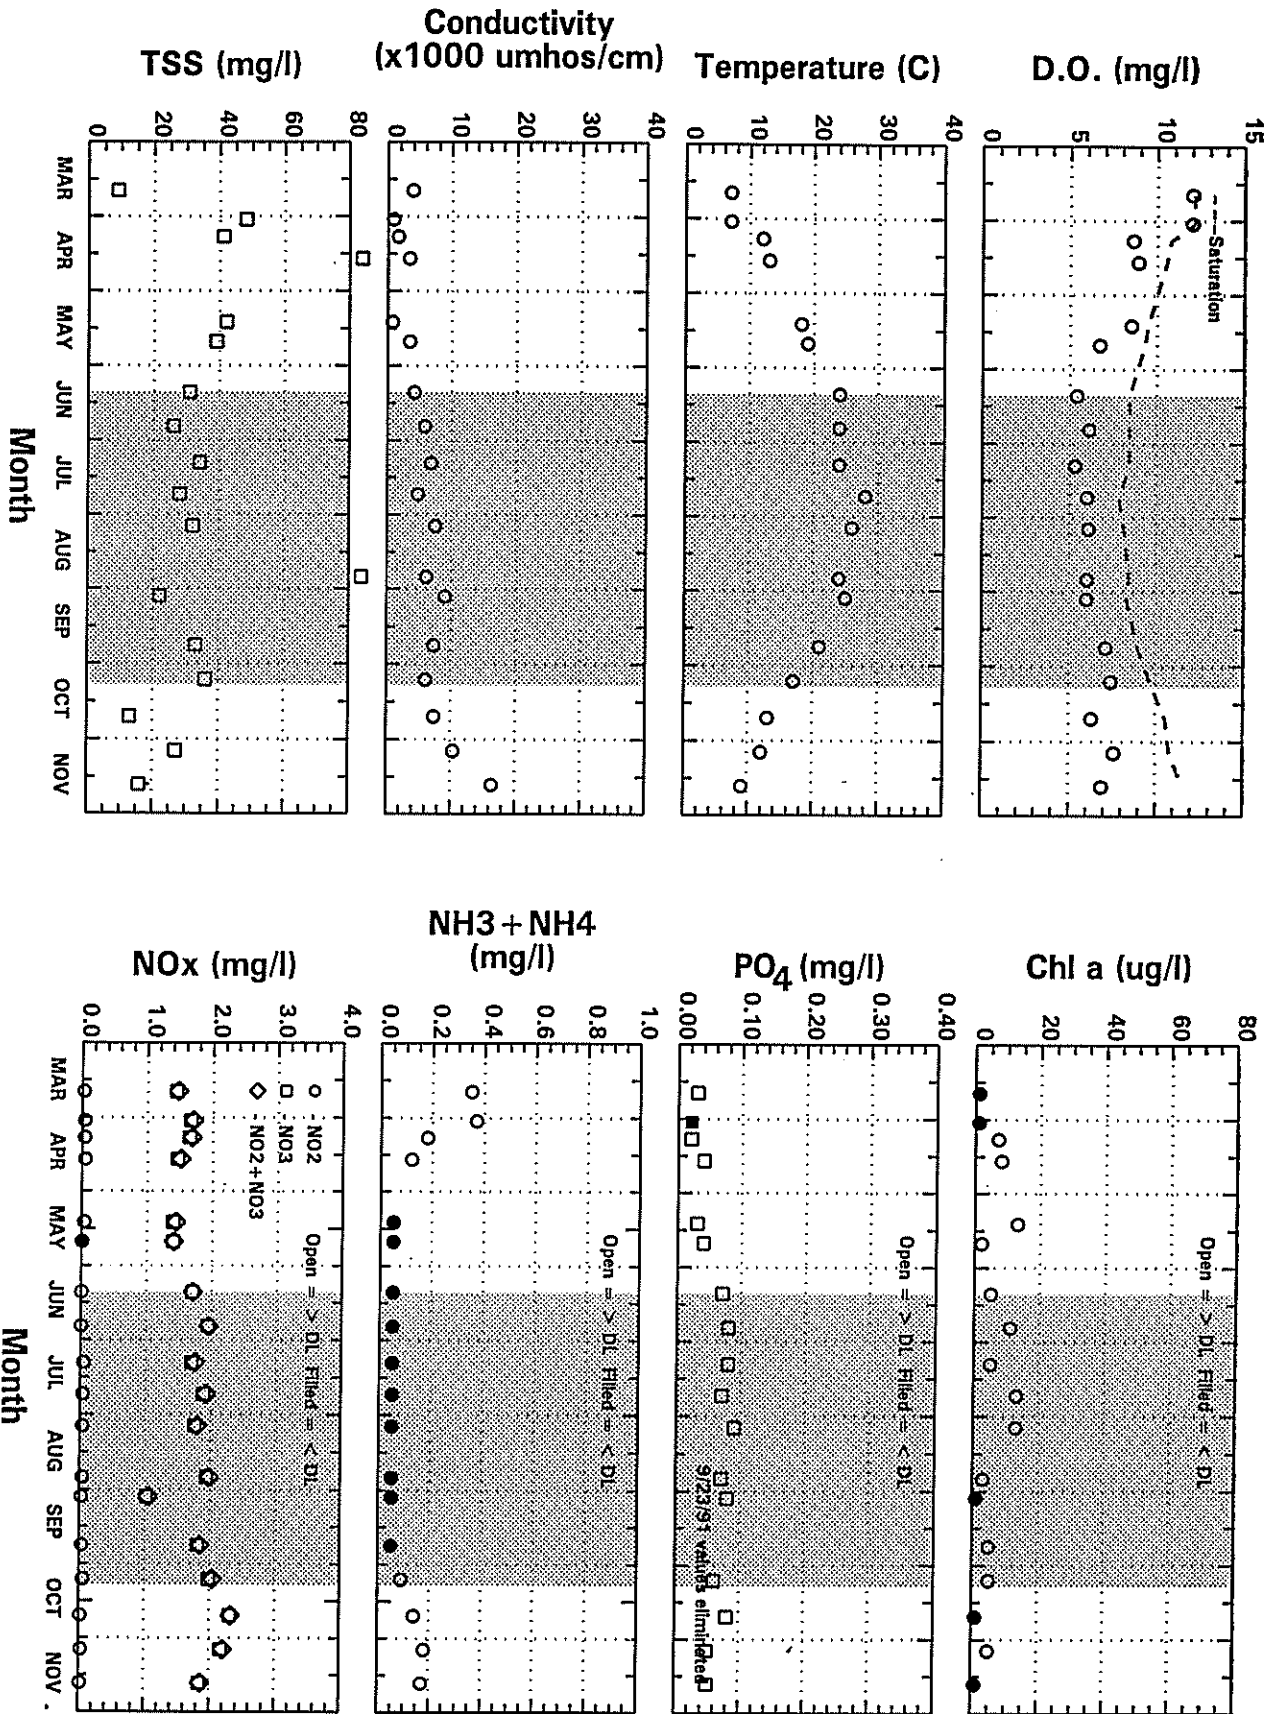 D.O. (mg/l)
0
5
10
15
----Saturation
Temperature (C)
0
10
20
30
40
Conductivity
(x1000 umhos/cm)
0
10
20
30
40
TSS (mg/l)
0
20
40
60
80
MAR
APR
MAY
JUN
JUL
AUG
SEP
OCT
NOV
Month
Chl a (ug/l)
0
20
40
60
80
Open = > DL Filled = < DL
PO4 (mg/l)
0.00
0.10
0.20
0.30
0.40
Open = > DL Filled = < DL
9/23/91 values eliminated
NH3+NH4
(mg/l)
0.0
0.2
0.4
0.6
0.8
1.0
Open = > DL Filled = < DL
NOx (mg/l)
0.0
1.0
2.0
3.0
4.0
- NO2
- NO3
- NO2+NO3
Open = > DL Filled = < DL
MAR
APR
MAY
JUN
JUL
AUG
SEP
OCT
NOV
Month